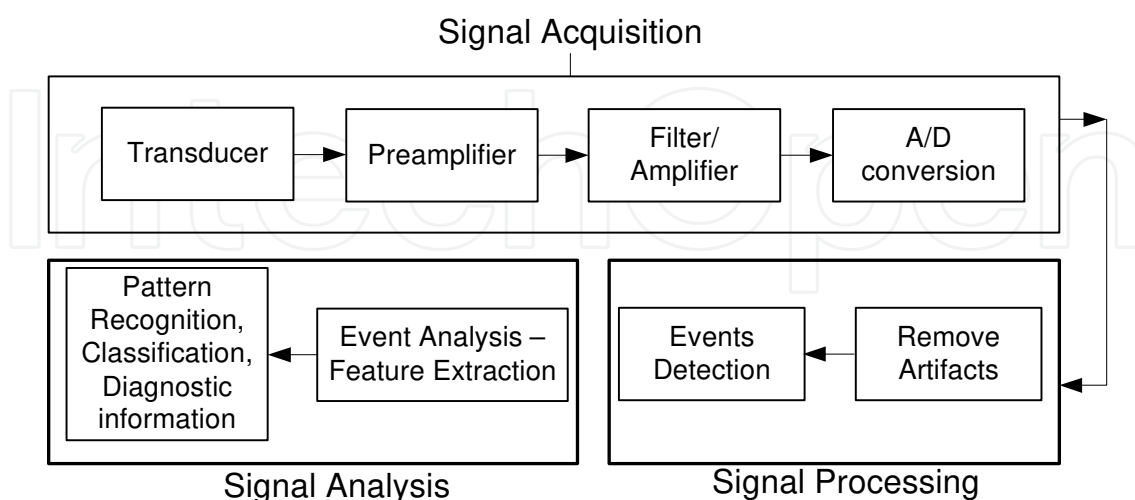 Signal Acquisition
IntechOpen
Transducer
Preamplifier
Filter/
Amplifier
A/D
conversion
Pattern
Recognition,
Classification,
Diagnostic
information
Event Analysis –
Feature Extraction
Events
Detection
Remove
Artifacts
Signal Analysis
Signal Processing